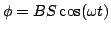 ϕ = BS cos(ωt)